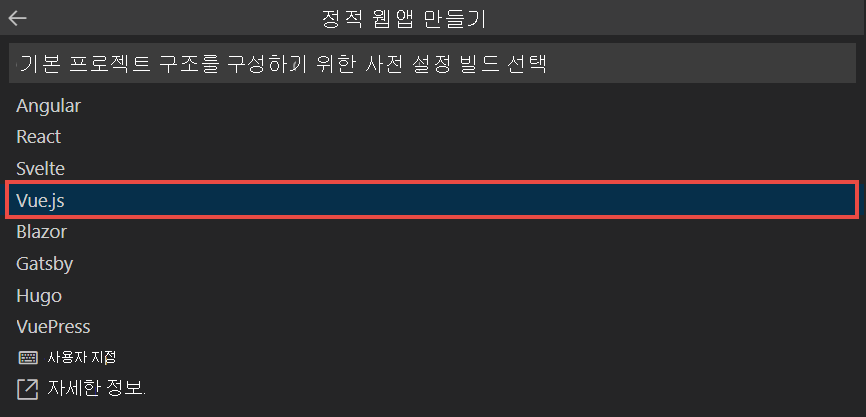 정적 웹앱 만들기
기본 프로젝트 구조를 구성하기 위한 사전 설정 빌드 선택
Angular
React
Svelte
Vue.js
Blazor
Gatsby
Hugo
VuePress
사용자 지정
자세한 정보.